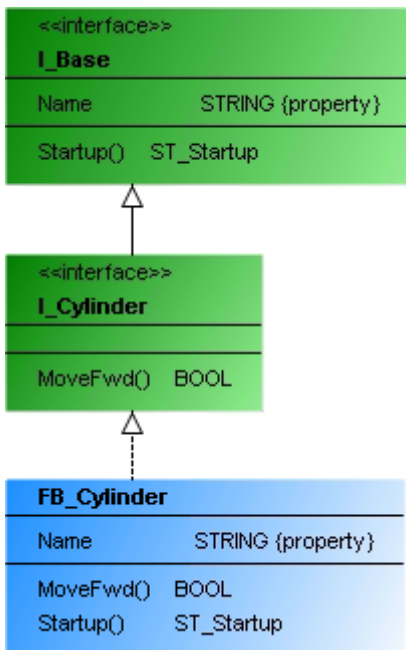 <<interface>>
I_Base
Name STRING {property}
Startup() ST_Startup
<<interface>>
I_Cylinder
MoveFwd() BOOL
FB_Cylinder
Name STRING {property}
MoveFwd() BOOL
Startup() ST_Startup